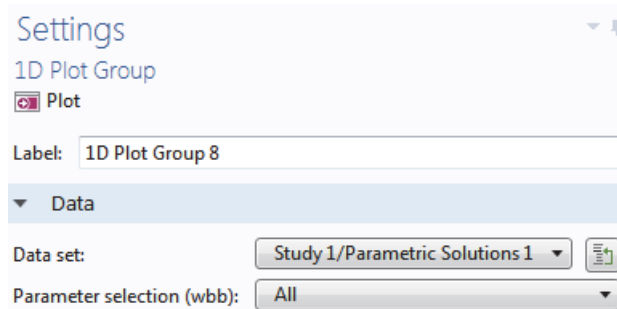 Settings
1D Plot Group
Plot
Label: 1D Plot Group 8
Data
Data set: Study 1/Parametric Solutions 1
Parameter selection (wbb): All